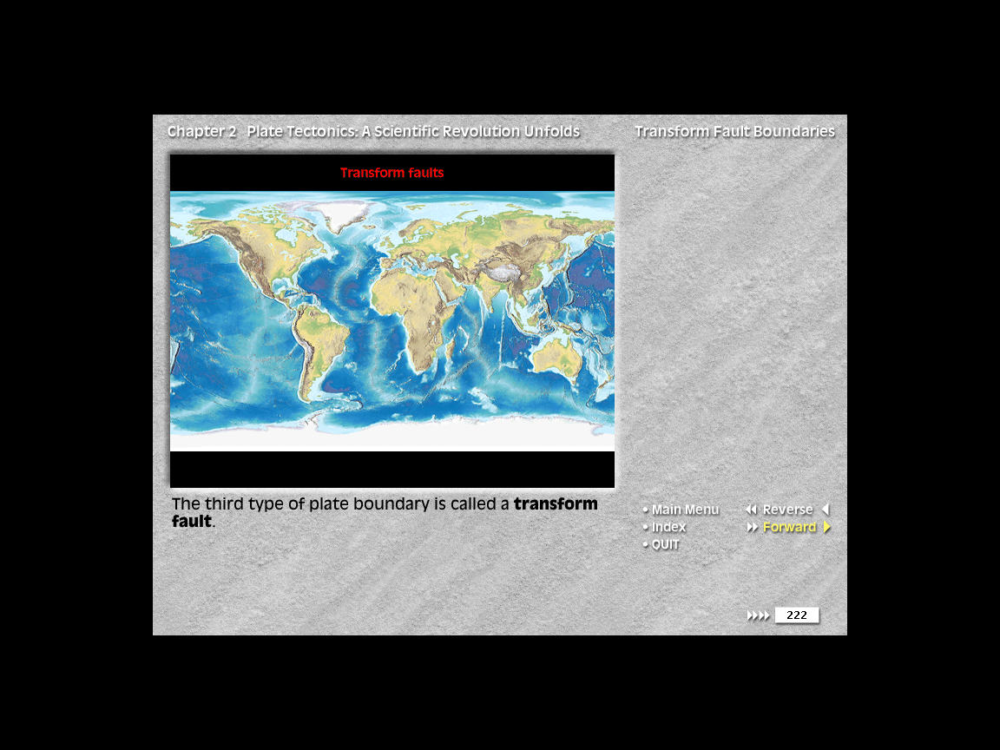 Chapter 2 Plate Tectonics: A Scientific Revolution Unfolds
Transform Fault Boundaries
Transform faults
The third type of plate boundary is called a transform
fault.
• Main Menu
• Index
• QUIT
Reverse
Forward
222